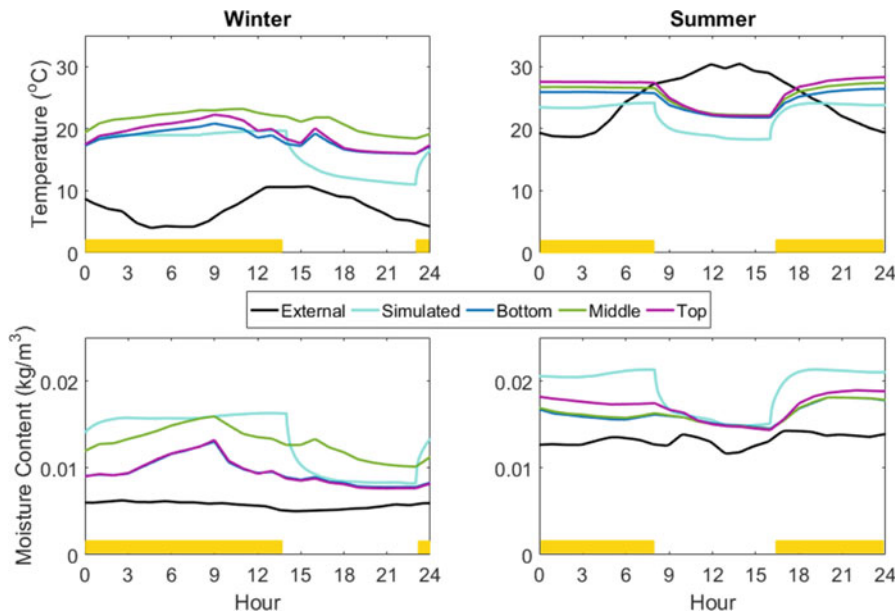 Winter
Summer
Temperature (°C)
30
20
10
0
0 3 6 9 12 15 18 21 24
30
20
10
0
0 3 6 9 12 15 18 21 24
External Simulated Bottom Middle Top
Moisture Content (kg/m³)
0.02
0.01
0
0 3 6 9 12 15 18 21 24
Hour
0.02
0.01
0
0 3 6 9 12 15 18 21 24
Hour